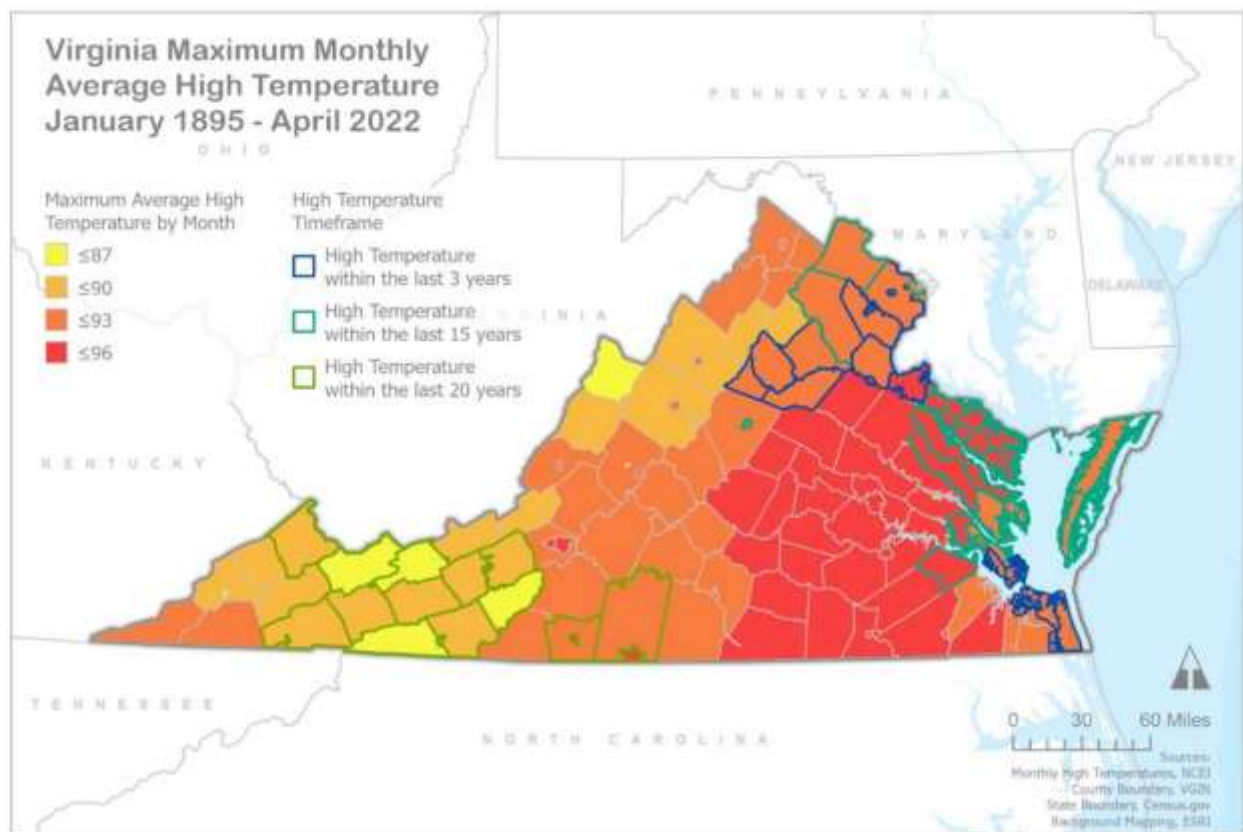 Virginia Maximum Monthly
Average High Temperature
January 1895 - April 2022
OHIO
PENNSYLVANIA
NEW JERSEY
MARYLAND
DELAWARE
Maximum Average High
Temperature by Month
≤87
≤90
≤93
≤96
High Temperature
Timeframe
High Temperature
within the last 3 years
High Temperature
within the last 15 years
High Temperature
within the last 20 years
INIA
KENTUCKY
TENNESSEE
NORTH CAROLINA
0 30 60 Miles
Sources:
Monthly High Temperatures, NCEI
County Boundary, VGIN
State Boundary, Census.gov
Background Mapping, ESRI